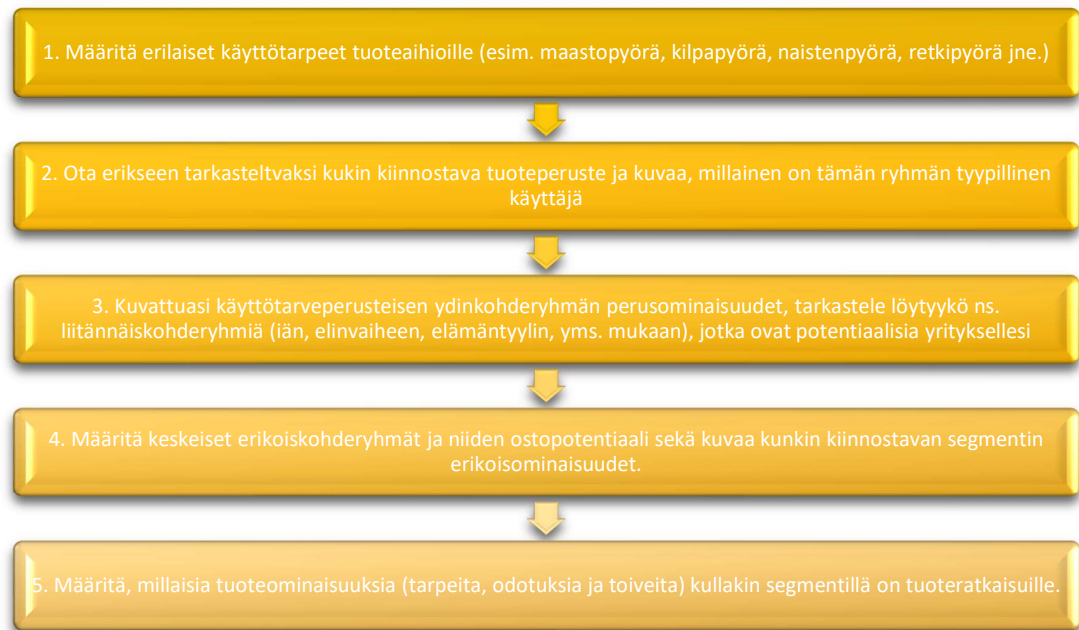 1. Määritä erilaiset käyttötarpeet tuoteaihioille (esim. maastopyörä, kilpapyörä, naistenpyörä, retkipyörä jne.)
2. Ota erikseen tarkasteltvaksi kukin kiinnostava tuoteperuste ja kuvaa, millainen on tämän ryhmän tyypillinen
käyttäjä
3. Kuvattuasi käyttötarveperusteisen ydinkohderyhmän perusominaisuudet, tarkastele löytyykö ns.
liitännäiskohderyhmiä (iän, elinvaiheen, elämäntyylin, yms. mukaan), jotka ovat potentiaalisia yrityksellesi
4. Määritä keskeiset erikoiskohderyhmät ja niiden ostopotentiaali sekä kuvaa kunkin kiinnostavan segmentin
erikoisominaisuudet.
5. Määritä, millaisia tuoteominaisuuksia (tarpeita, odotuksia ja toiveita) kullakin segmentillä on tuoteratkaisuille.